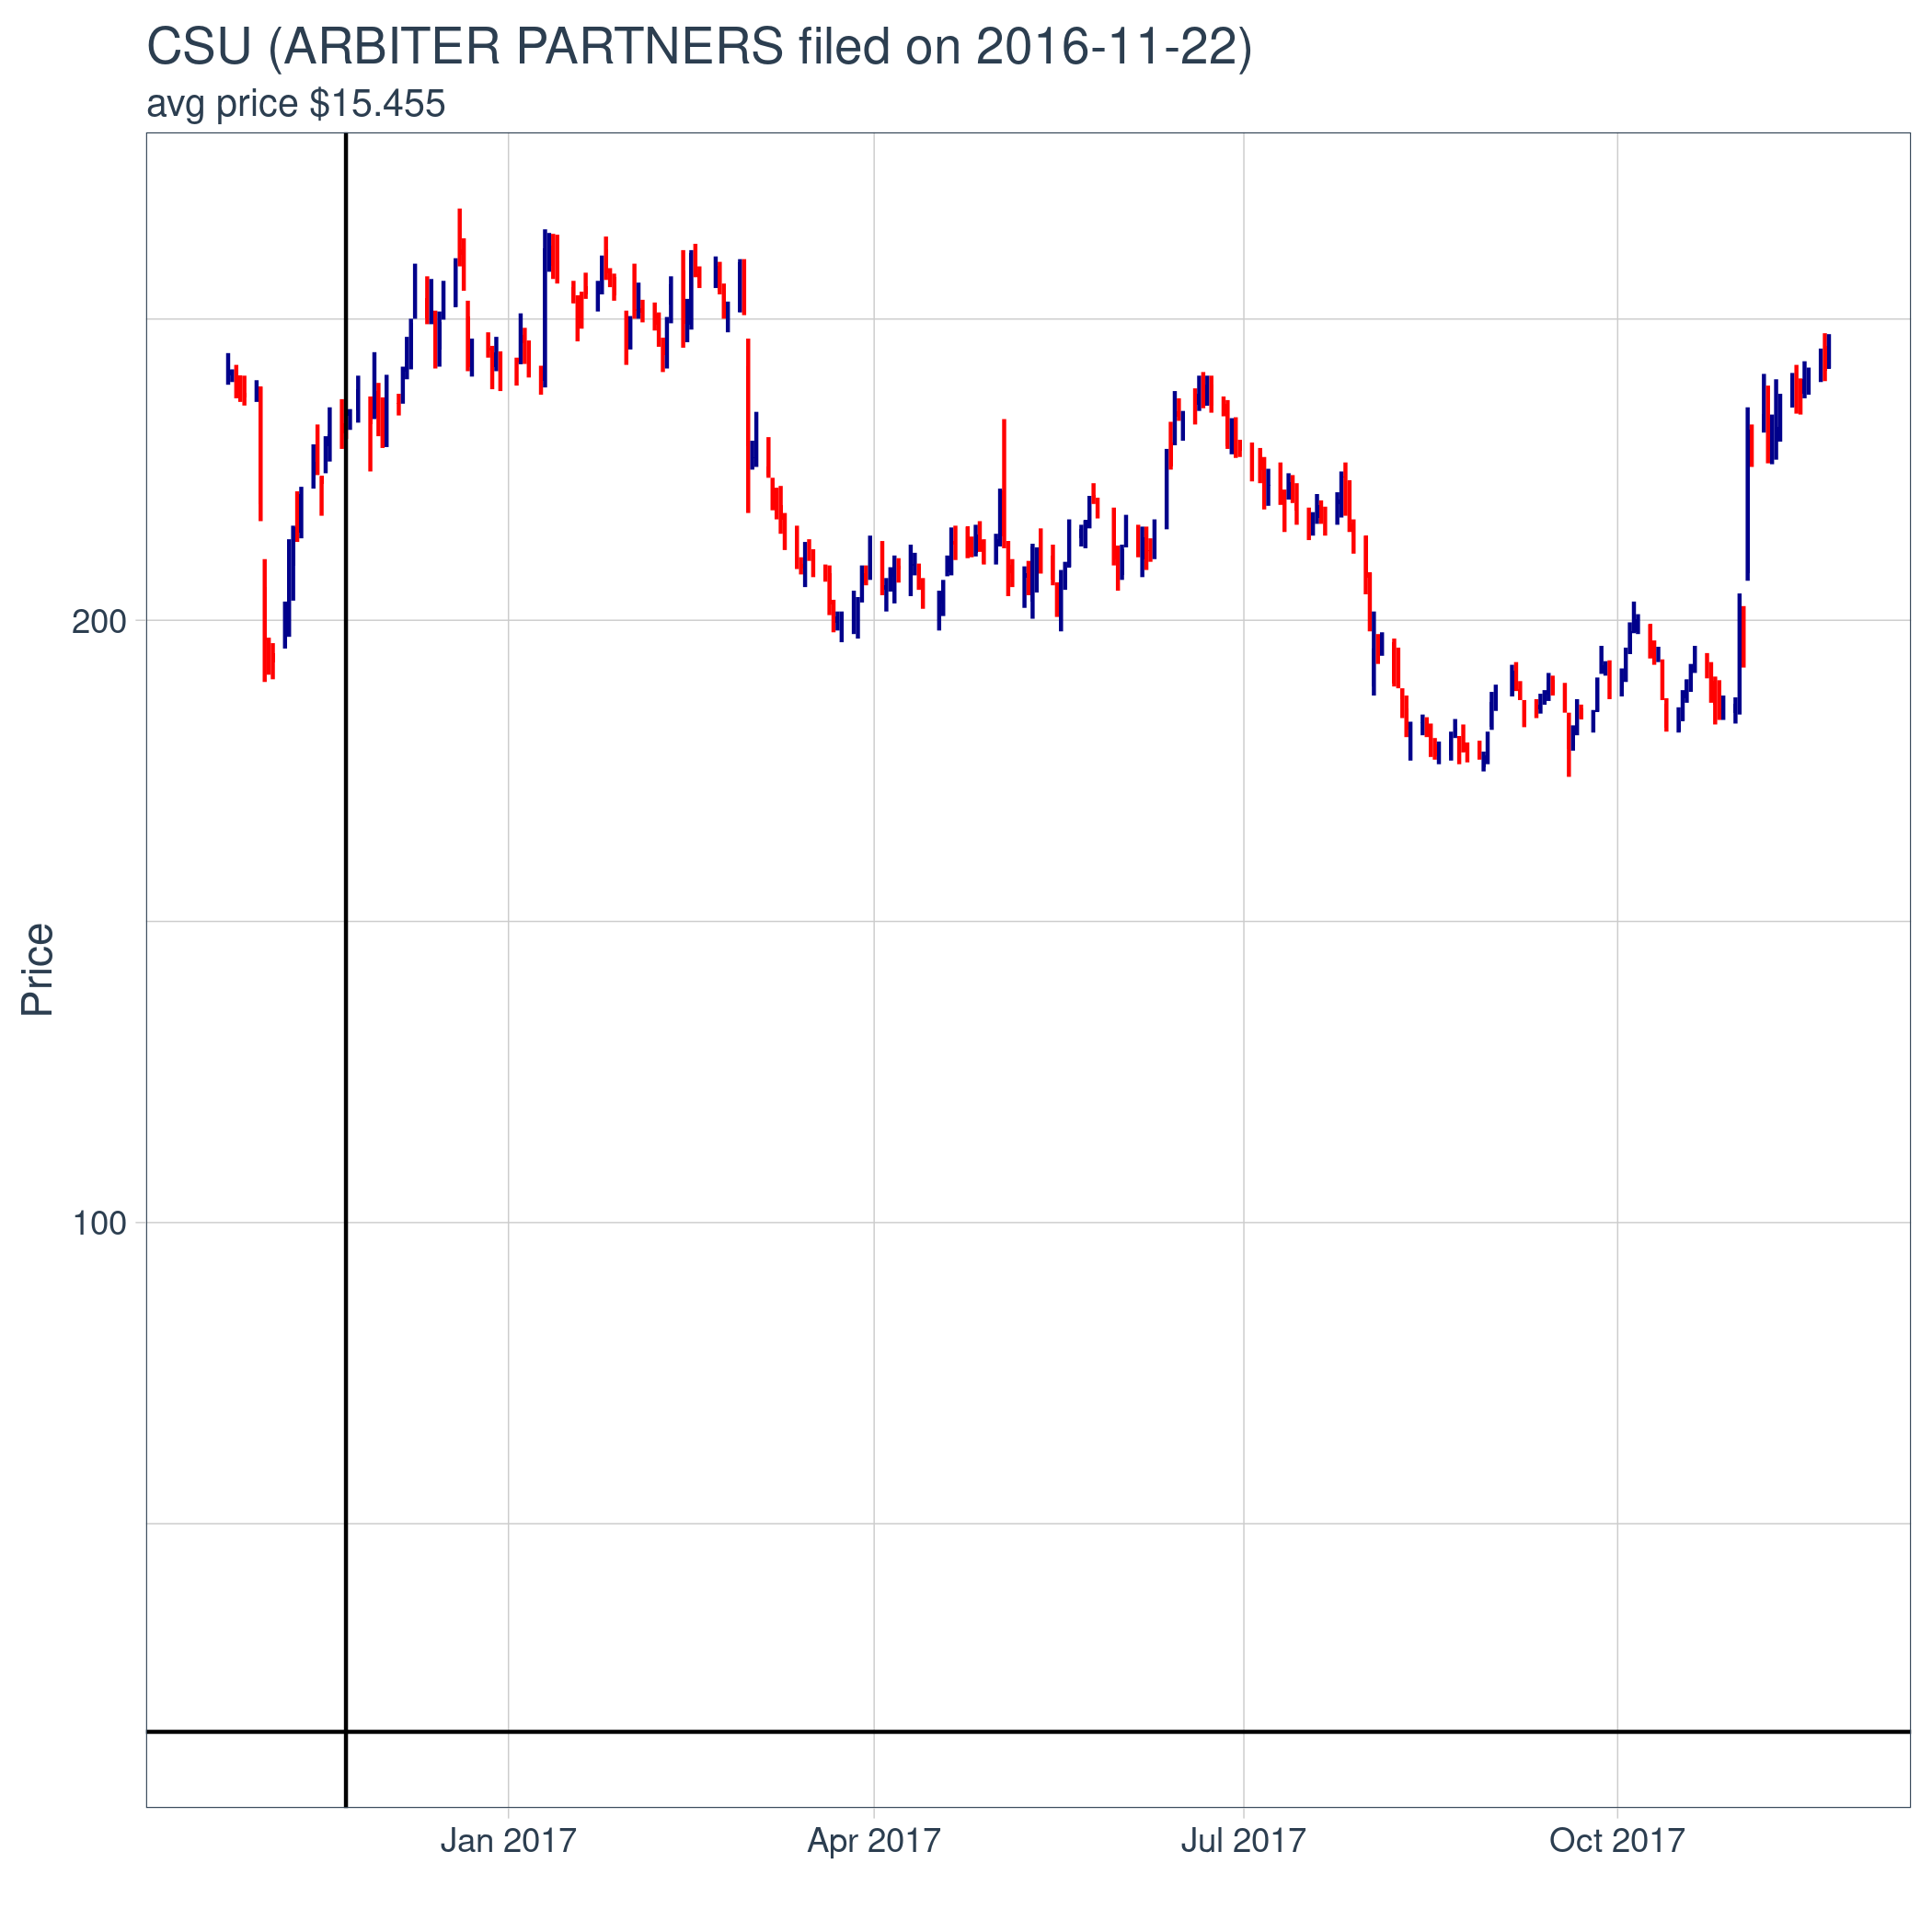 CSU (ARBITER PARTNERS filed on 2016-11-22)
avg price $15.455
Price
200
100
Jan 2017
Apr 2017
Jul 2017
Oct 2017